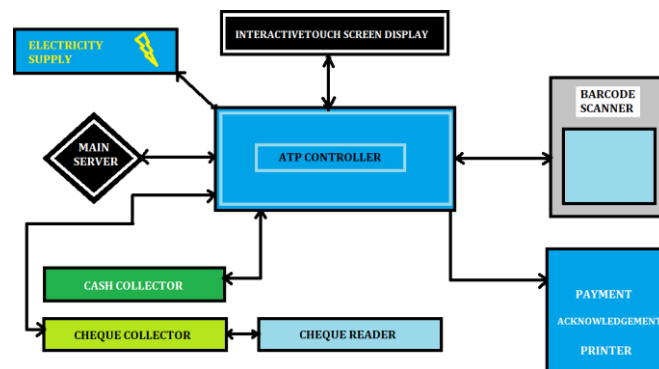 ELECTRICITY
SUPPLY
INTERACTIVETOUCH SCREEN DISPLAY
BARCODE
SCANNER
MAIN
SERVER
ATP CONTROLLER
CASH COLLECTOR
CHEQUE COLLECTOR
CHEQUE READER
PAYMENT
ACKNOWLEDGEMENT
PRINTER